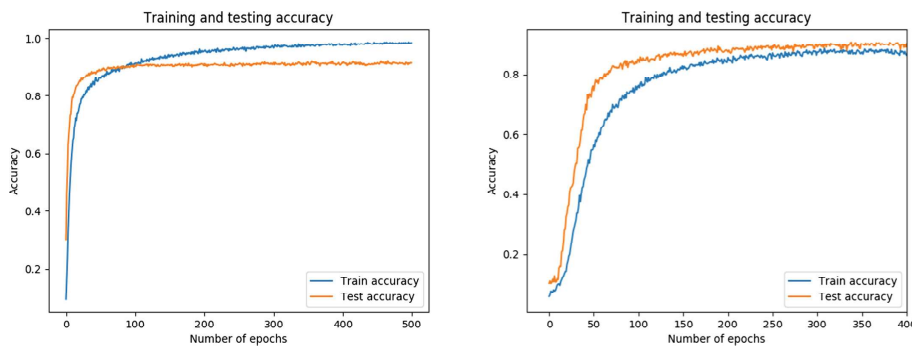 Training and testing accuracy
1.0
0.8
0.6
0.4
0.2
Accuracy
0 100 200 300 400 500
Number of epochs
Train accuracy
Test accuracy
Training and testing accuracy
0.8
0.6
0.4
0.2
Accuracy
0 50 100 150 200 250 300 350 400
Number of epochs
Train accuracy
Test accuracy